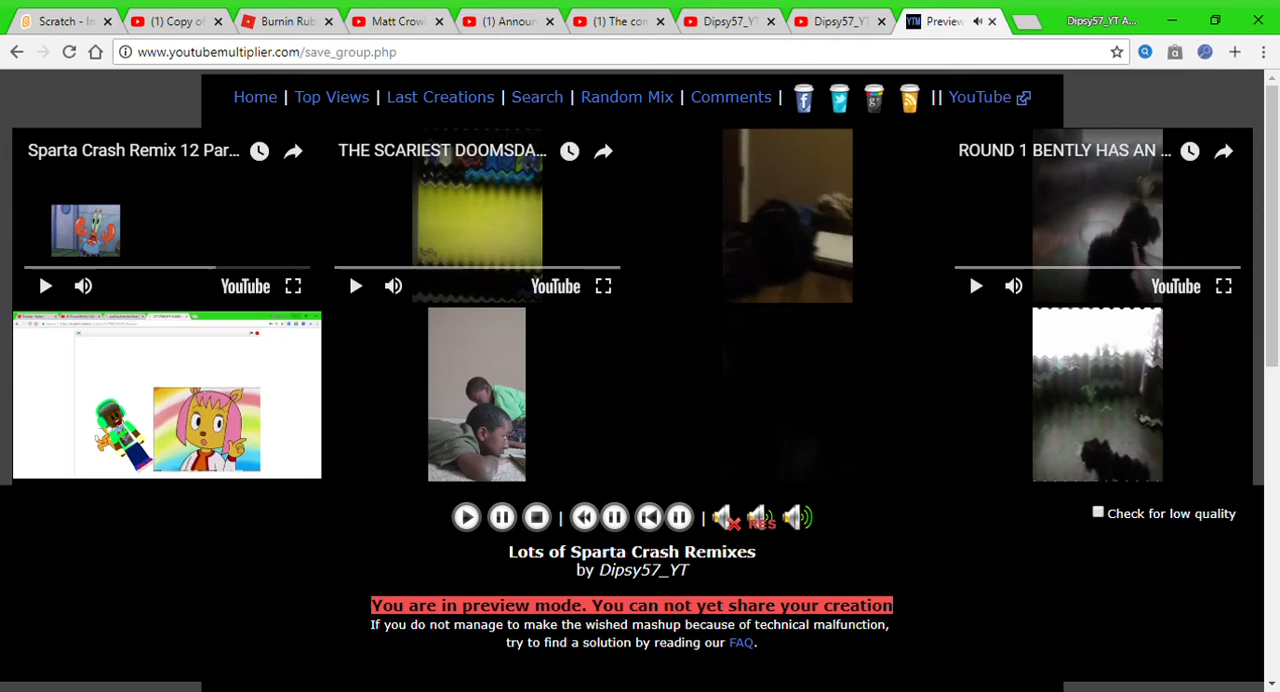 Scratch - In
(1) Copy of
Burnin Rub
Matt Crowl
(1) Announ
(1) The con
Dipsy57_YT
Dipsy57_YT
YTM Preview
Dipsy57_YT A...
www.youtubemultiplier.com/save_group.php
Home | Top Views | Last Creations | Search | Random Mix | Comments | || YouTube
Sparta Crash Remix 12 Par...
THE SCARIEST DOOMSDA...
ROUND 1 BENTLY HAS AN ...
YouTube
YouTube
YouTube
| | RBS
Check for low quality
Lots of Sparta Crash Remixes
by Dipsy57_YT
You are in preview mode. You can not yet share your creation
If you do not manage to make the wished mashup because of technical malfunction,
try to find a solution by reading our FAQ.